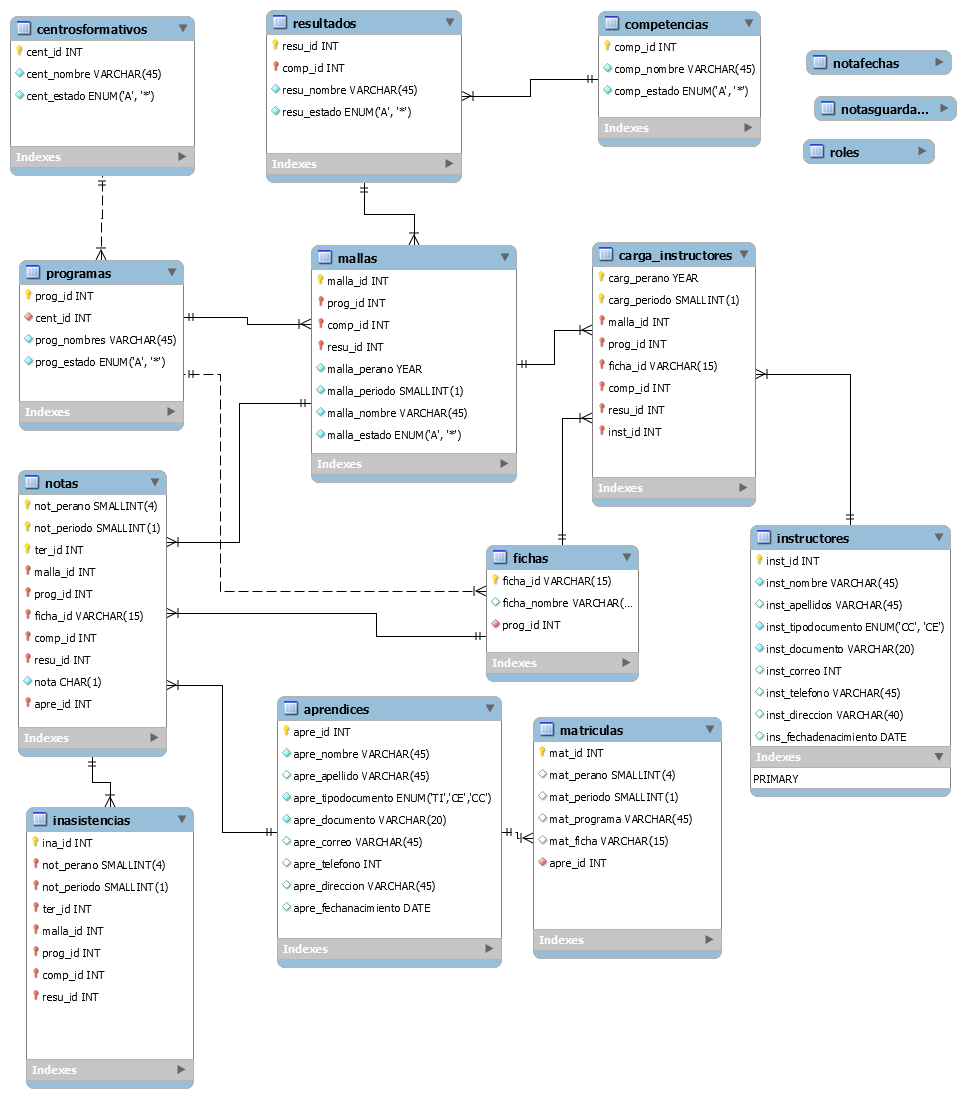 centrosformativos
cent_id INT
cent_nombre VARCHAR(45)
cent_estado ENUM('A', '*')
Indexes
resultados
resu_id INT
comp_id INT
resu_nombre VARCHAR(45)
resu_estado ENUM('A', '*')
Indexes
competencias
comp_id INT
comp_nombre VARCHAR(45)
comp_estado ENUM('A', '*')
Indexes
notafechas
notasguarda...
roles
programas
prog_id INT
cent_id INT
prog_nombres VARCHAR(45)
prog_estado ENUM('A', '*')
Indexes
mallas
malla_id INT
prog_id INT
comp_id INT
resu_id INT
malla_perano YEAR
malla_periodo SMALLINT(1)
malla_nombre VARCHAR(45)
malla_estado ENUM('A', '*')
Indexes
carga_instructores
carg_perano YEAR
carg_periodo SMALLINT(1)
malla_id INT
prog_id INT
ficha_id VARCHAR(15)
comp_id INT
resu_id INT
inst_id INT
Indexes
notas
not_perano SMALLINT(4)
not_periodo SMALLINT(1)
ter_id INT
malla_id INT
prog_id INT
ficha_id VARCHAR(15)
comp_id INT
resu_id INT
nota CHAR(1)
apre_id INT
Indexes
fichas
ficha_id VARCHAR(15)
ficha_nombre VARCHAR(...
prog_id INT
Indexes
instructores
inst_id INT
inst_nombre VARCHAR(45)
inst_apellidos VARCHAR(45)
inst_tipodocumento ENUM('CC', 'CE')
inst_documento VARCHAR(20)
inst_correo INT
inst_telefono VARCHAR(45)
inst_direccion VARCHAR(40)
ins_fechadenacimiento DATE
Indexes
PRIMARY
aprendices
apre_id INT
apre_nombre VARCHAR(45)
apre_apellido VARCHAR(45)
apre_tipodocumento ENUM('TI','CE','CC')
apre_documento VARCHAR(20)
apre_correo VARCHAR(45)
apre_telefono INT
apre_direccion VARCHAR(45)
apre_fechanacimiento DATE
Indexes
matriculas
mat_id INT
mat_perano SMALLINT(4)
mat_periodo SMALLINT(1)
mat_programa VARCHAR(45)
mat_ficha VARCHAR(15)
apre_id INT
Indexes
inasistencias
ina_id INT
not_perano SMALLINT(4)
not_periodo SMALLINT(1)
ter_id INT
malla_id INT
prog_id INT
comp_id INT
resu_id INT
Indexes